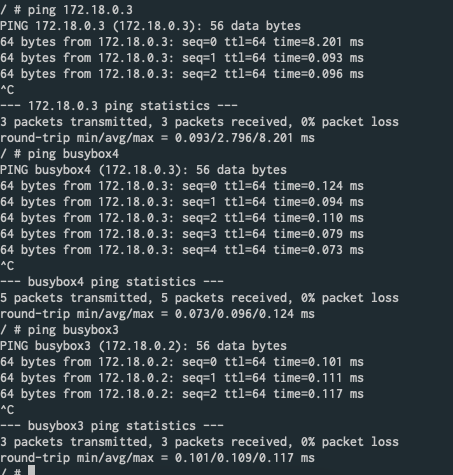 / # ping 172.18.0.3
PING 172.18.0.3 (172.18.0.3): 56 data bytes
64 bytes from 172.18.0.3: seq=0 ttl=64 time=8.201 ms
64 bytes from 172.18.0.3: seq=1 ttl=64 time=0.093 ms
64 bytes from 172.18.0.3: seq=2 ttl=64 time=0.096 ms
^C
--- 172.18.0.3 ping statistics ---
3 packets transmitted, 3 packets received, 0% packet loss
round-trip min/avg/max = 0.093/2.796/8.201 ms
/ # ping busybox4
PING busybox4 (172.18.0.3): 56 data bytes
64 bytes from 172.18.0.3: seq=0 ttl=64 time=0.124 ms
64 bytes from 172.18.0.3: seq=1 ttl=64 time=0.094 ms
64 bytes from 172.18.0.3: seq=2 ttl=64 time=0.110 ms
64 bytes from 172.18.0.3: seq=3 ttl=64 time=0.079 ms
64 bytes from 172.18.0.3: seq=4 ttl=64 time=0.073 ms
^C
--- busybox4 ping statistics ---
5 packets transmitted, 5 packets received, 0% packet loss
round-trip min/avg/max = 0.073/0.096/0.124 ms
/ # ping busybox3
PING busybox3 (172.18.0.2): 56 data bytes
64 bytes from 172.18.0.2: seq=0 ttl=64 time=0.101 ms
64 bytes from 172.18.0.2: seq=1 ttl=64 time=0.111 ms
64 bytes from 172.18.0.2: seq=2 ttl=64 time=0.117 ms
^C
--- busybox3 ping statistics ---
3 packets transmitted, 3 packets received, 0% packet loss
round-trip min/avg/max = 0.101/0.109/0.117 ms
/ #